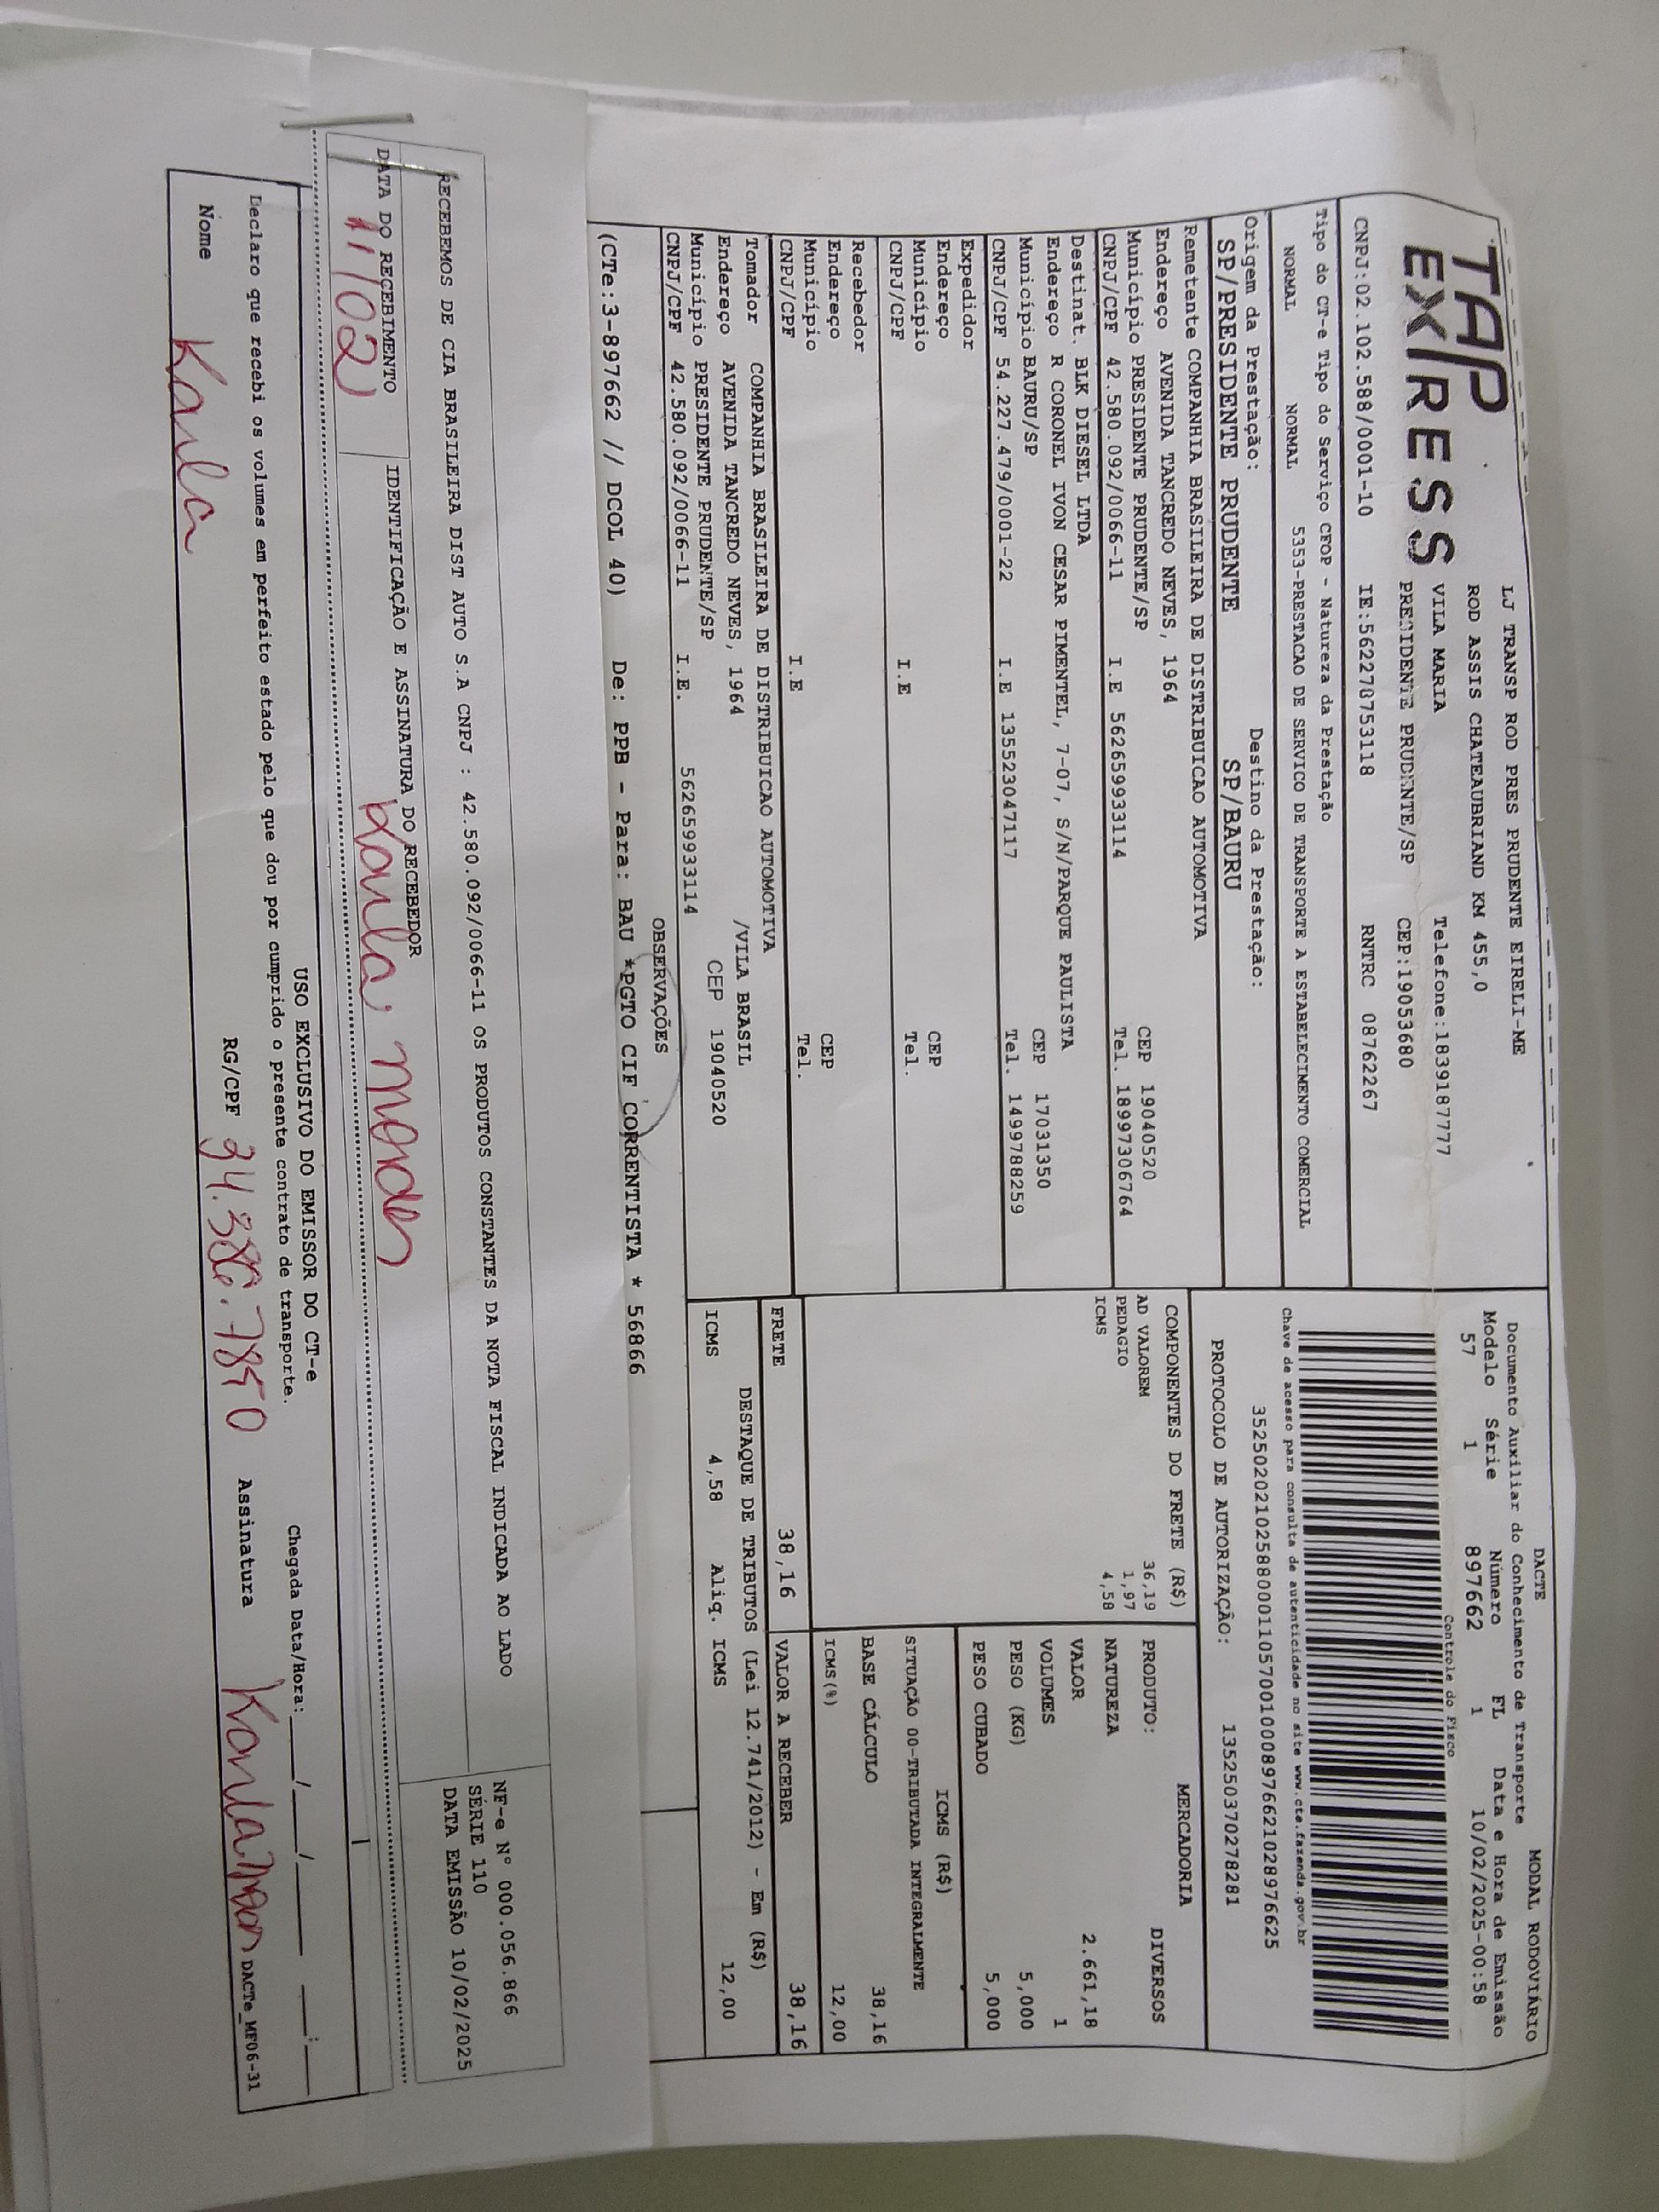 TAP
EXPRESS
LJ TRANSP ROD PRES PRUDENTE EIRELI-ME
ROD ASSIS CHATEAUBRIAND KM 455,0
VILA MARIA Telefone:1839187777
PRESIDENTE PRUDENTE/SP CEP:19053680
CNPJ:02.102.588/0001-10 IE:562278753118 RNTRC 08762267
DACTE MODAL RODOVIÁRIO
Documento Auxiliar do Conhecimento de Transporte
Modelo Série Número FL Data e Hora de Emissão
57 1 897662 1 10/02/2025-00:58
Controle do Fisco
Chave de acesso para consulta de autenticidade no site www.cte.fazenda.gov.br
35250202102588000110570010008976621028976625
PROTOCOLO DE AUTORIZAÇÃO: 135250370278281
Tipo do CT-e Tipo do Serviço CFOP - Natureza da Prestação
NORMAL NORMAL 5353-PRESTACAO DE SERVICO DE TRANSPORTE A ESTABELECIMENTO COMERCIAL
Origem da Prestação: Destino da Prestação:
SP/PRESIDENTE PRUDENTE SP/BAURU
Remetente COMPANHIA BRASILEIRA DE DISTRIBUICAO AUTOMOTIVA
Endereço AVENIDA TANCREDO NEVES, 1964
Município PRESIDENTE PRUDENTE/SP CEP 19040520
CNPJ/CPF 42.580.092/0066-11 I.E 562659933114 Tel. 18997306764
Destinat. BLK DIESEL LTDA
Endereço R CORONEL IVON CESAR PIMENTEL, 7-07, S/N/PARQUE PAULISTA
Município BAURU/SP CEP 17031350
CNPJ/CPF 54.227.479/0001-22 I.E 135523047117 Tel. 14997788259
Expedidor
Endereço
Município CEP
CNPJ/CPF I.E Tel.
Recebedor
Endereço
Município CEP
CNPJ/CPF I.E Tel.
Tomador COMPANHIA BRASILEIRA DE DISTRIBUICAO AUTOMOTIVA
Endereço AVENIDA TANCREDO NEVES, 1964 /VILA BRASIL
Município PRESIDENTE PRUDENTE/SP CEP 19040520
CNPJ/CPF 42.580.092/0066-11 I.E. 562659933114
COMPONENTES DO FRETE (R$)
AD VALOREM 36,19
PEDAGIO 1,97
ICMS 4,58
MERCADORIA
PRODUTO: DIVERSOS
NATUREZA
VALOR 2.661,18
VOLUMES 1
PESO (KG) 5,000
PESO CUBADO 5,000
ICMS (R$)
SITUAÇÃO 00-TRIBUTADA INTEGRALMENTE
BASE CÁLCULO 38,16
ICMS(%) 12,00
FRETE 38,16 VALOR A RECEBER 38,16
DESTAQUE DE TRIBUTOS (Lei 12.741/2012) - Em (R$)
ICMS 4,58 Aliq. ICMS 12,00
OBSERVAÇÕES
(CTe:3-897662 // DCOL 40) De: PPB - Para: BAU *PGTO CIF CORRENTISTA * 56866
RECEBEMOS DE CIA BRASILEIRA DIST AUTO S.A CNPJ : 42.580.092/0066-11 OS PRODUTOS CONSTANTES DA NOTA FISCAL INDICADA AO LADO
NF-e N° 000.056.866
SÉRIE 110
DATA EMISSÃO 10/02/2025
DATA DO RECEBIMENTO IDENTIFICAÇÃO E ASSINATURA DO RECEBEDOR
11/02 Karla
USO EXCLUSIVO DO EMISSOR DO CT-e
Declaro que recebi os volumes em perfeito estado pelo que dou por cumprido o presente contrato de transporte. Chegada Data/Hora:___/___/___ __:__
Nome Karla RG/CPF Assinatura Karla DACTe_MF06-31